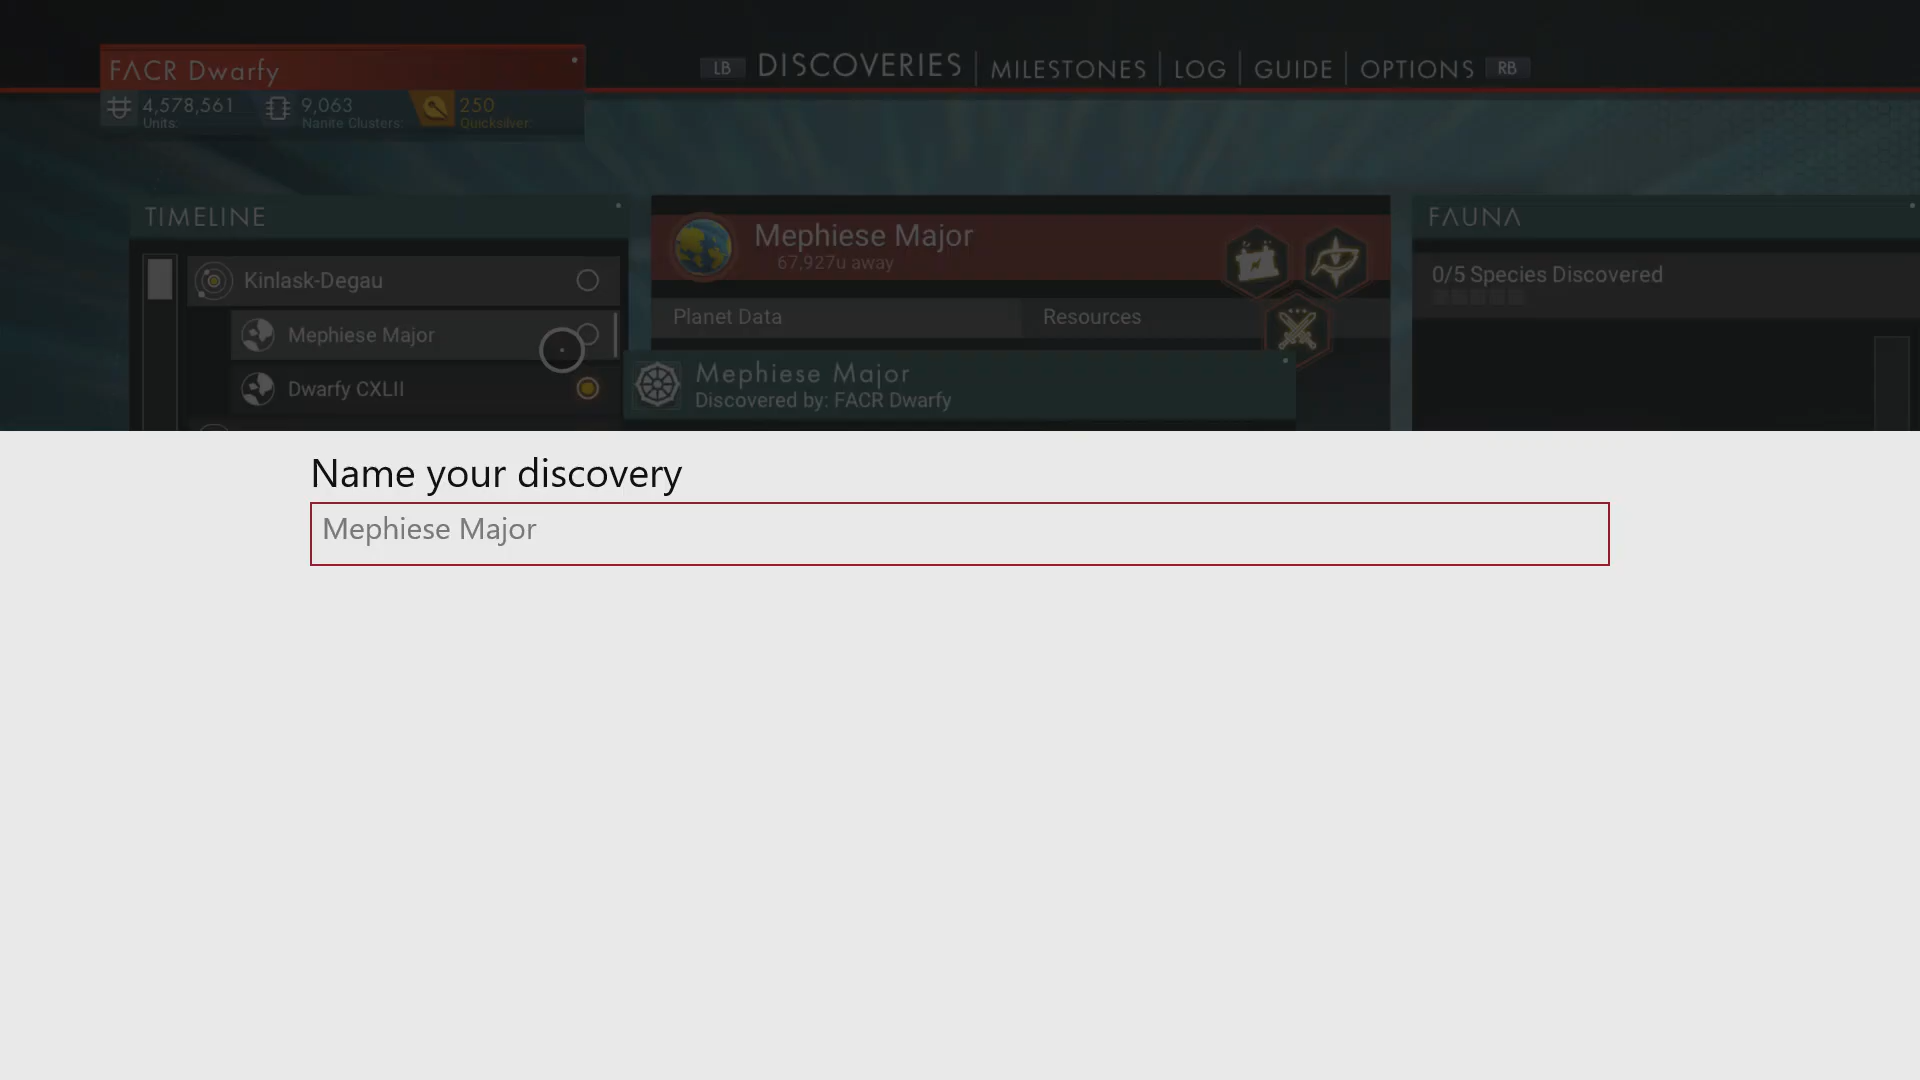 FACR Dwarfy
4,578,561
Units:
9,063
Nanite Clusters:
250
Quicksilver:
LB DISCOVERIES MILESTONES LOG GUIDE OPTIONS RB
TIMELINE
Kinlask-Degau
Mephiese Major
Dwarfy CXLII
Mephiese Major
67,927u away
Planet Data
Resources
Mephiese Major
Discovered by: FACR Dwarfy
FAUNA
0/5 Species Discovered
Name your discovery
Mephiese Major